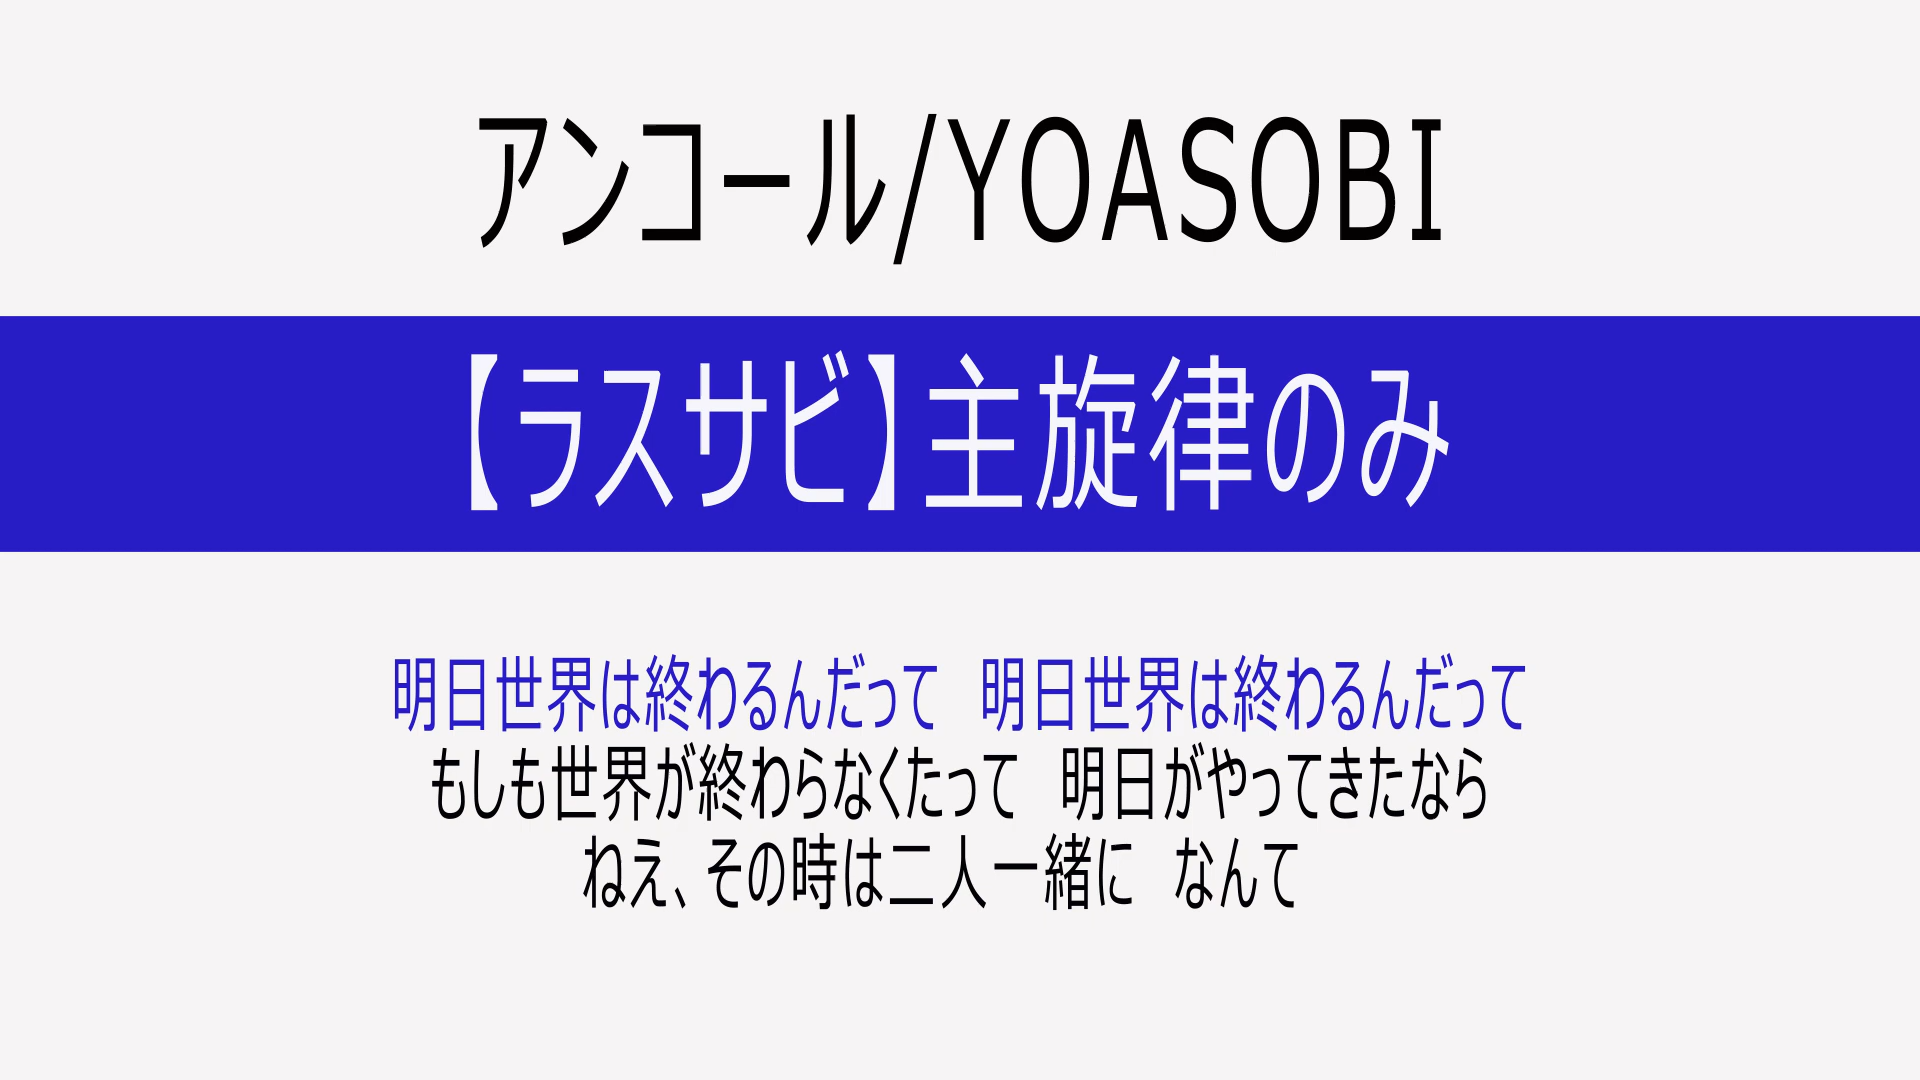 アンコール/YOASOBI
【ラスサビ】主旋律のみ
明日世界は終わるんだって　明日世界は終わるんだって
もしも世界が終わらなくたって　明日がやってきたなら
ねえ、その時は二人一緒に　なんて